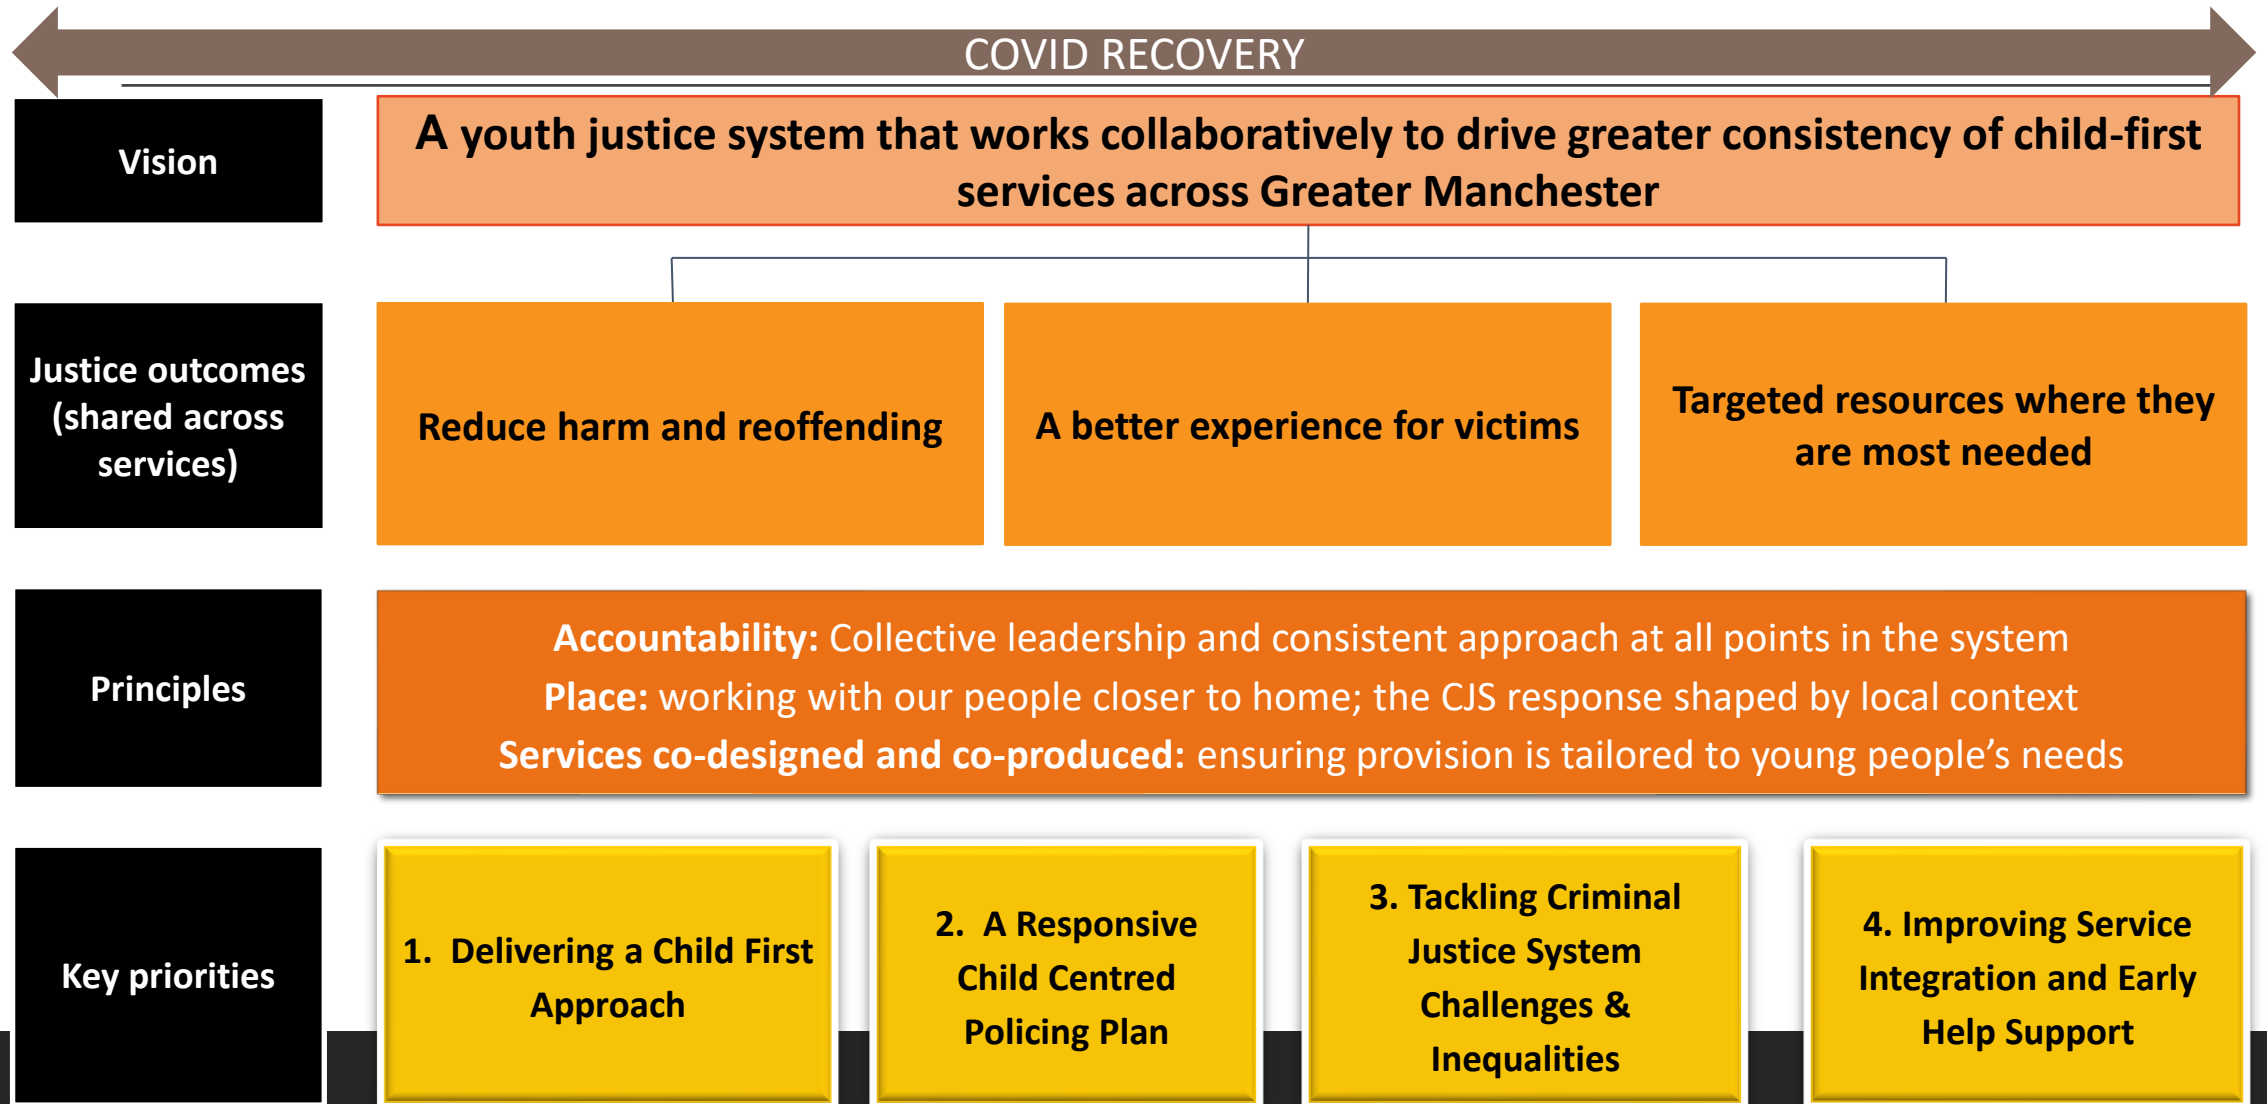 COVID RECOVERY
Vision
A youth justice system that works collaboratively to drive greater consistency of child-first
services across Greater Manchester
Justice outcomes
(shared across
services)
Reduce harm and reoffending
A better experience for victims
Targeted resources where they
are most needed
Principles
Accountability: Collective leadership and consistent approach at all points in the system
Place: working with our people closer to home; the CJS response shaped by local context
Services co-designed and co-produced: ensuring provision is tailored to young people’s needs
Key priorities
1. Delivering a Child First
Approach
2. A Responsive
Child Centred
Policing Plan
3. Tackling Criminal
Justice System
Challenges &
Inequalities
4. Improving Service
Integration and Early
Help Support